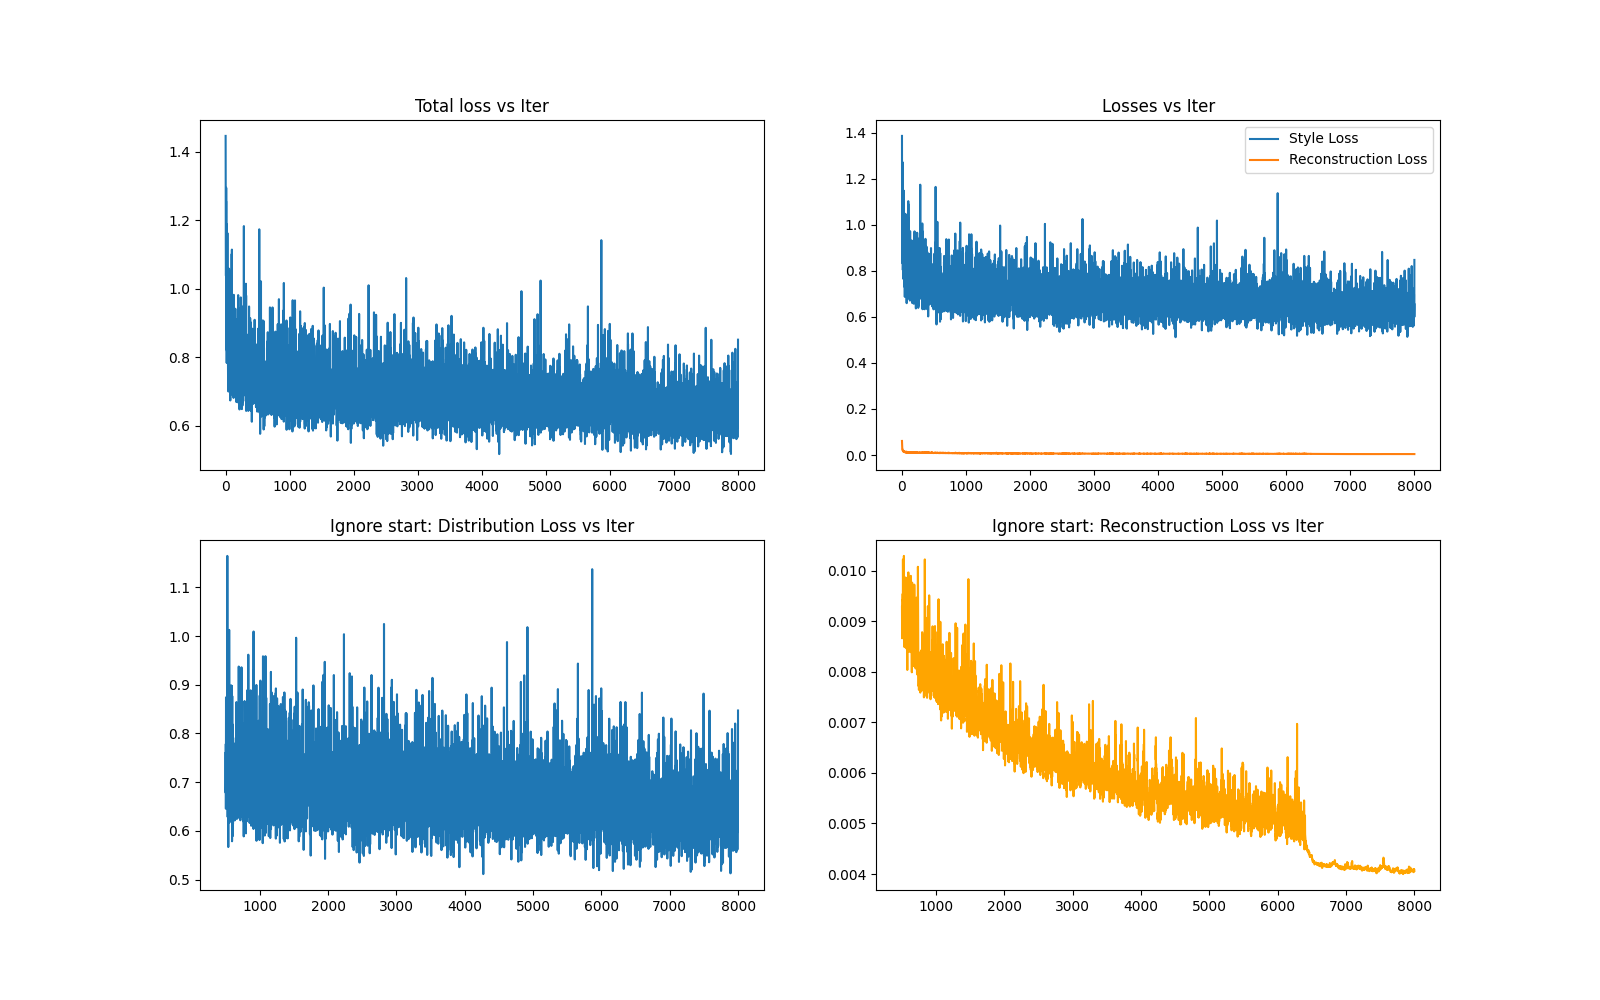 Total loss vs Iter
1.4
1.2
1.0
0.8
0.6
0 1000 2000 3000 4000 5000 6000 7000 8000
Losses vs Iter
Style Loss
Reconstruction Loss
1.4
1.2
1.0
0.8
0.6
0.4
0.2
0.0
0 1000 2000 3000 4000 5000 6000 7000 8000
Ignore start: Distribution Loss vs Iter
1.1
1.0
0.9
0.8
0.7
0.6
0.5
1000 2000 3000 4000 5000 6000 7000 8000
Ignore start: Reconstruction Loss vs Iter
0.010
0.009
0.008
0.007
0.006
0.005
0.004
1000 2000 3000 4000 5000 6000 7000 8000